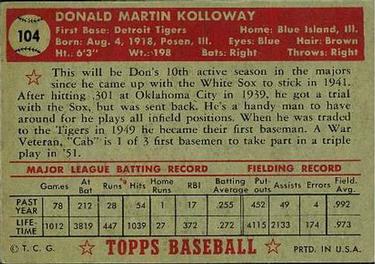 104
DONALD MARTIN KOLLOWAY
First Base: Detroit Tigers Home: Blue Island, Ill.
Born: Aug. 4, 1918, Posen, Ill. Eyes: Blue Hair: Brown
Ht.: 6'3" Wt.: 198 Bats: Right Throws: Right
This will be Don's 10th active season in the majors
since he came up with the White Sox to stick in 1941.
After hitting .301 at Oklahoma City in 1939, he got a trial
with the Sox, but was sent back. He's a handy man to have
around for he plays all infield positions. When he was traded
to the Tigers in 1949 he became their first baseman. A War
Veteran, "Cab" is 1 of 3 first basemen to take part in a triple
play in '51.
MAJOR LEAGUE BATTING RECORD FIELDING RECORD
Games At Bat Runs Hits Home Runs RBI Batting Average Put-outs Assists Errors Field. Avg.
PAST YEAR 78 212 28 54 1 17 .255 452 49 4 .992
LIFE-TIME 1012 3819 447 1039 27 372 .272 4115 2133 174 .973
© T. C. G. TOPPS BASEBALL PRTD. IN U.S.A.